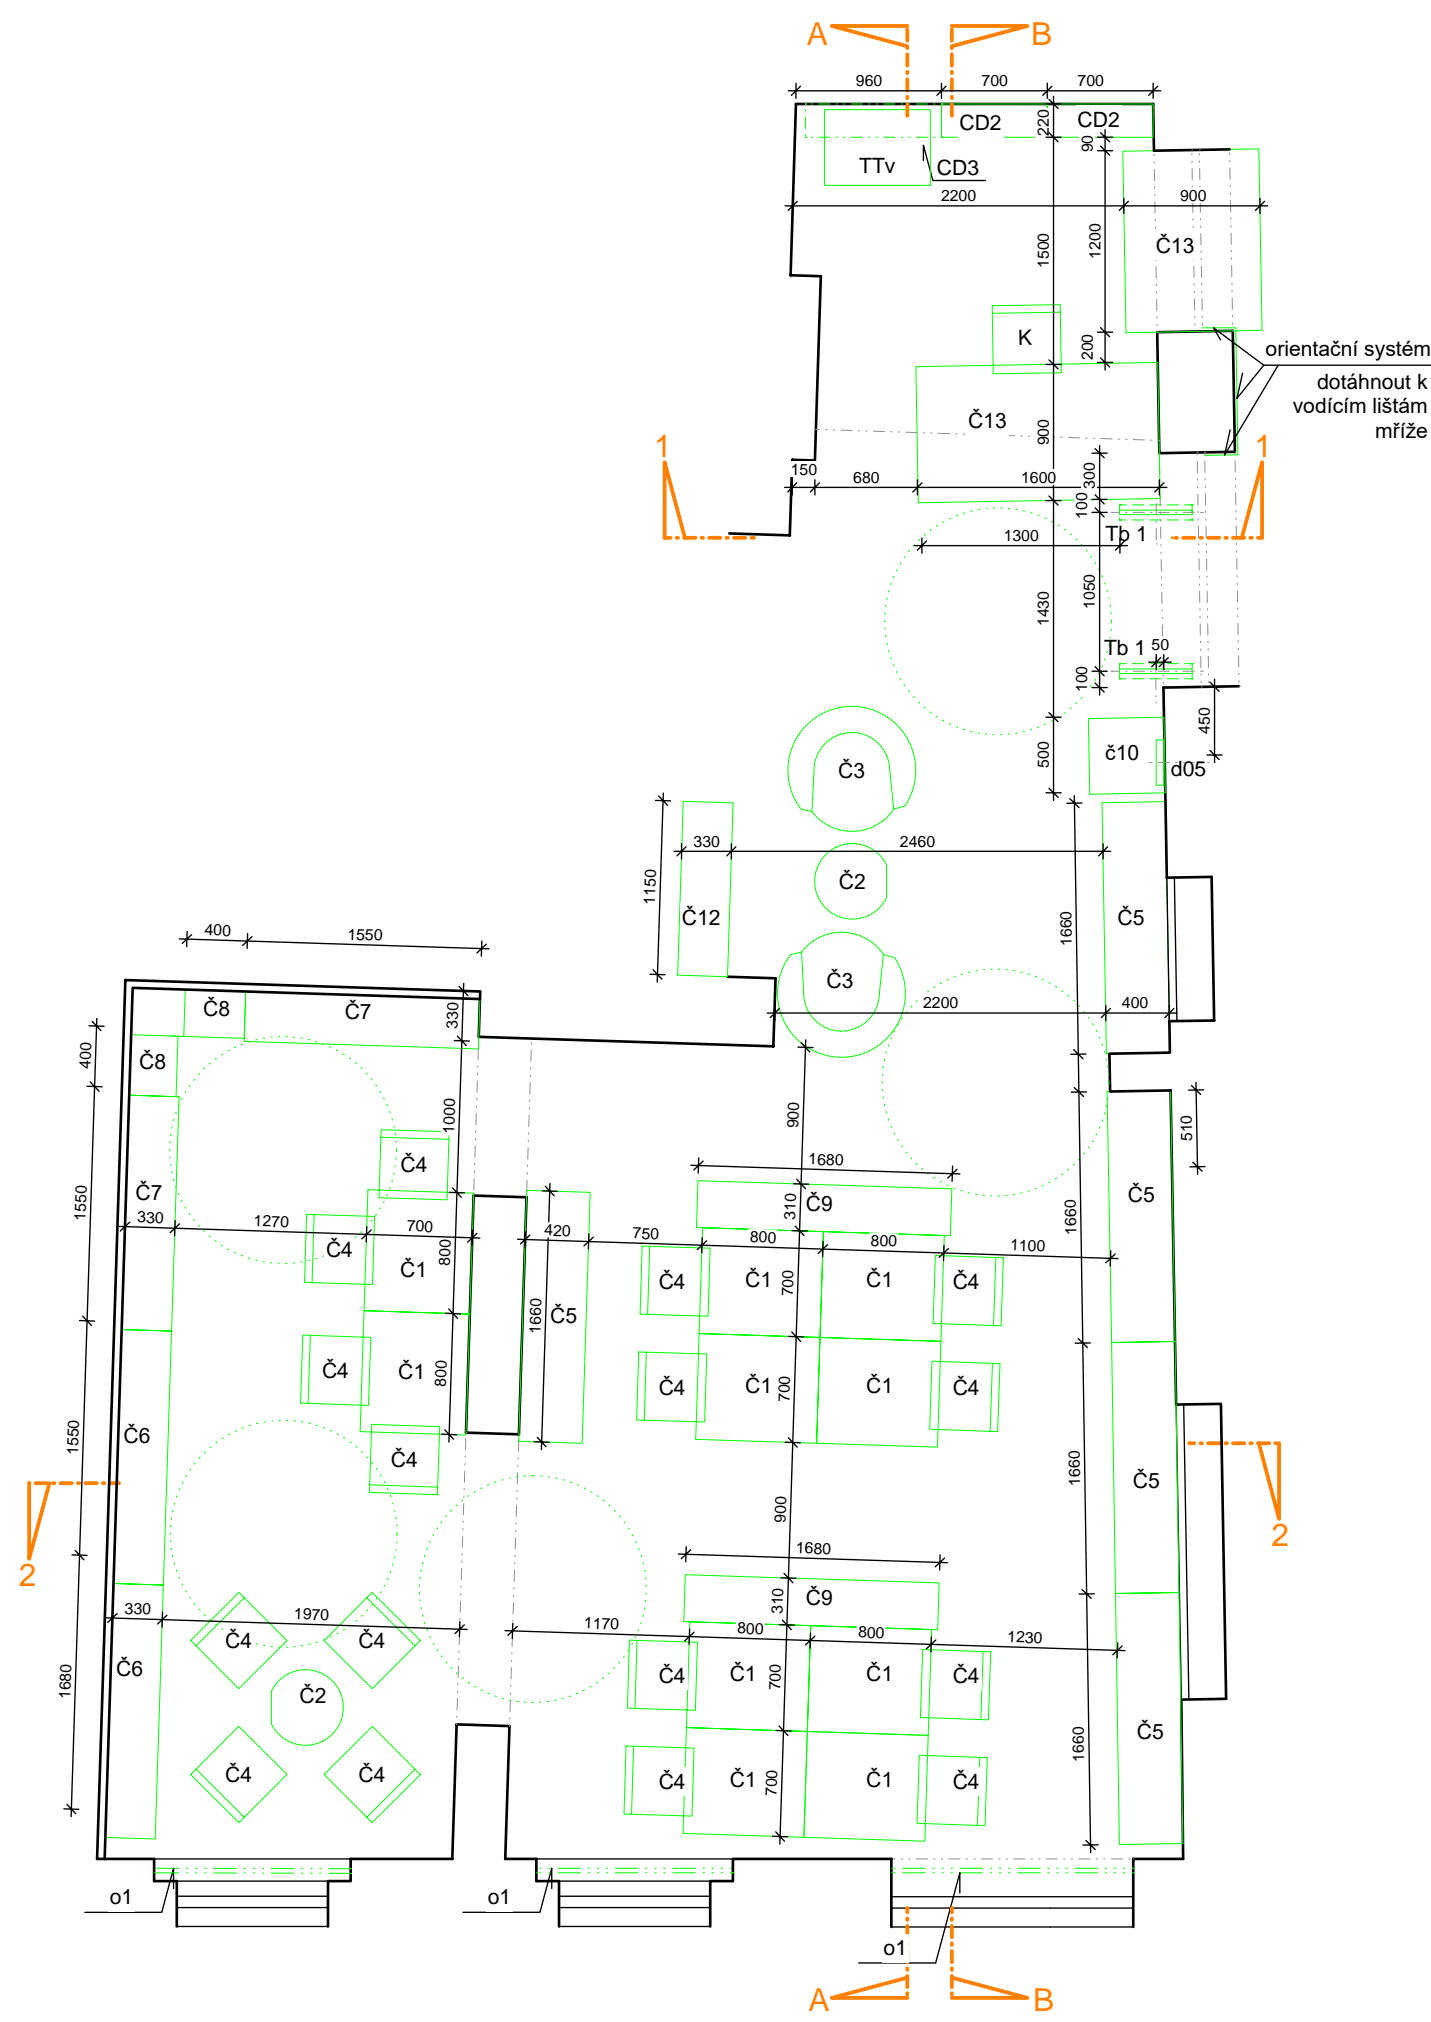 A
B
960
700
700
220
CD2
CD2
90
TTv
CD3
2200
900
1500
1200
Č13
K
200
orientační systém
dotáhnout k
vodícím lištám
mříže
Č13
900
1
1
150
680
1600
300
100
Tb 1
1300
1430
1050
Tb 1
50
100
450
500
č10
d05
Č3
330
2460
1150
Č2
Č12
1660
Č5
400
1550
Č3
2200
400
Č8
Č7
330
400
Č8
1000
900
510
1680
Č4
Č7
1550
Č9
310
Č5
1660
330
1270
700
420
750
800
800
1100
Č4
800
Č1
Č4
Č1
Č1
Č4
700
1660
Č5
Č4
Č1
800
Č4
Č1
700
Č1
Č4
1550
Č6
Č4
1660
Č5
900
2
2
1680
330
1970
Č9
310
1170
800
800
1230
Č4
Č4
Č6
1680
Č2
Č4
Č1
Č1
Č4
700
Č5
1660
Č4
Č4
Č4
Č1
700
Č1
Č4
o1
o1
o1
A
B